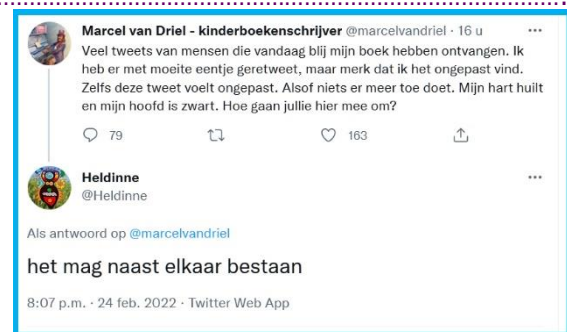 Marcel van Driel - kinderboekenschrijver @marcelvandriel · 16 u
Veel tweets van mensen die vandaag blij mijn boek hebben ontvangen. Ik
heb er met moeite eentje geretweet, maar merk dat ik het ongepast vind.
Zelfs deze tweet voelt ongepast. Alsof niets er meer toe doet. Mijn hart huilt
en mijn hoofd is zwart. Hoe gaan jullie hier mee om?
79 163
Heldinne
@Heldinne
Als antwoord op @marcelvandriel
het mag naast elkaar bestaan
8:07 p.m. · 24 feb. 2022 · Twitter Web App